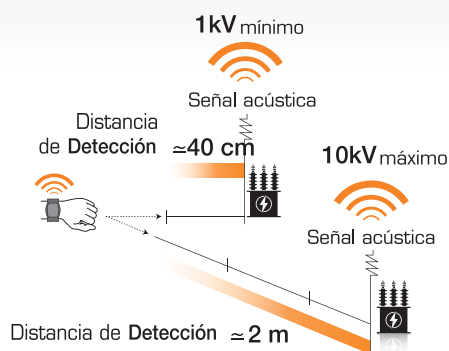 1kV mínimo
Señal acústica
Distancia
de Detección ≃40 cm
10kV máximo
Señal acústica
Distancia de Detección ≃2 m